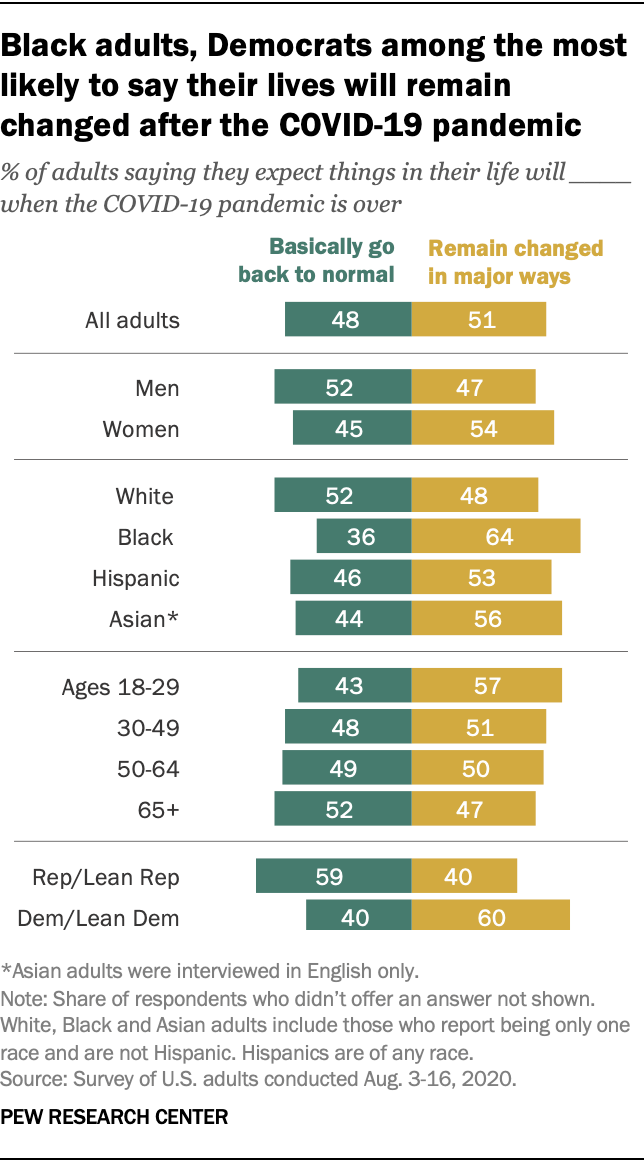 Black adults, Democrats among the most
likely to say their lives will remain
changed after the COVID-19 pandemic
% of adults saying they expect things in their life will _____
when the COVID-19 pandemic is over
Basically go
back to normal
Remain changed
in major ways
All adults 48 51
Men 52 47
Women 45 54
White 52 48
Black 36 64
Hispanic 46 53
Asian* 44 56
Ages 18-29 43 57
30-49 48 51
50-64 49 50
65+ 52 47
Rep/Lean Rep 59 40
Dem/Lean Dem 40 60
*Asian adults were interviewed in English only.
Note: Share of respondents who didn’t offer an answer not shown.
White, Black and Asian adults include those who report being only one
race and are not Hispanic. Hispanics are of any race.
Source: Survey of U.S. adults conducted Aug. 3-16, 2020.
PEW RESEARCH CENTER